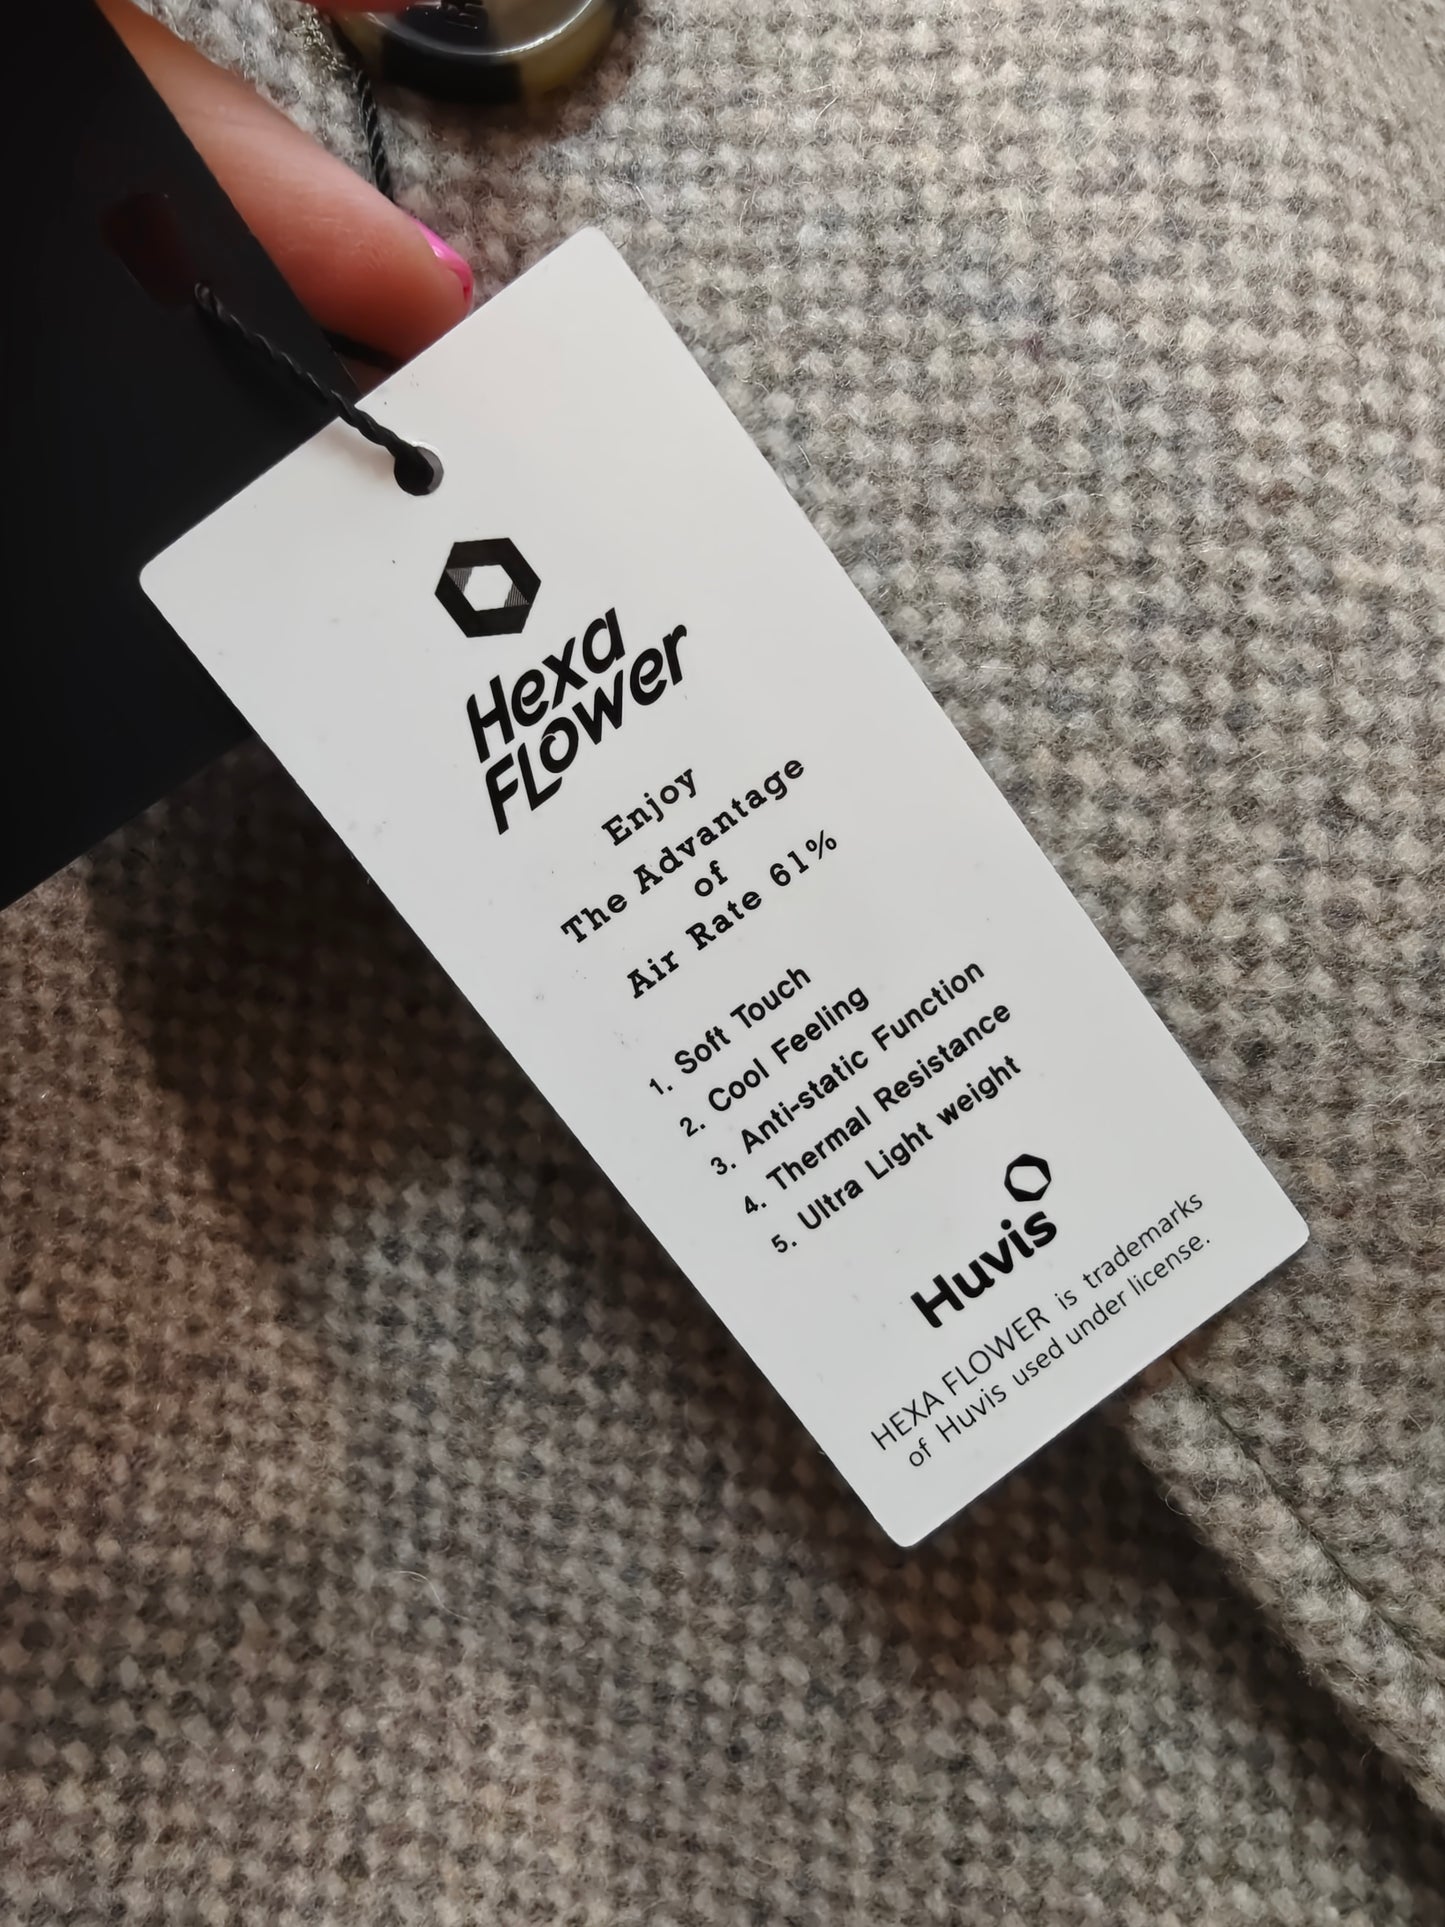 Hexa
FLower
Enjoy
The Advantage
of
Air Rate 61%
1. Soft Touch
2. Cool Feeling
3. Anti-static Function
4. Thermal Resistance
5. Ultra Light weight
Huvis
HEXA FLOWER is trademarks
of Huvis used under license.